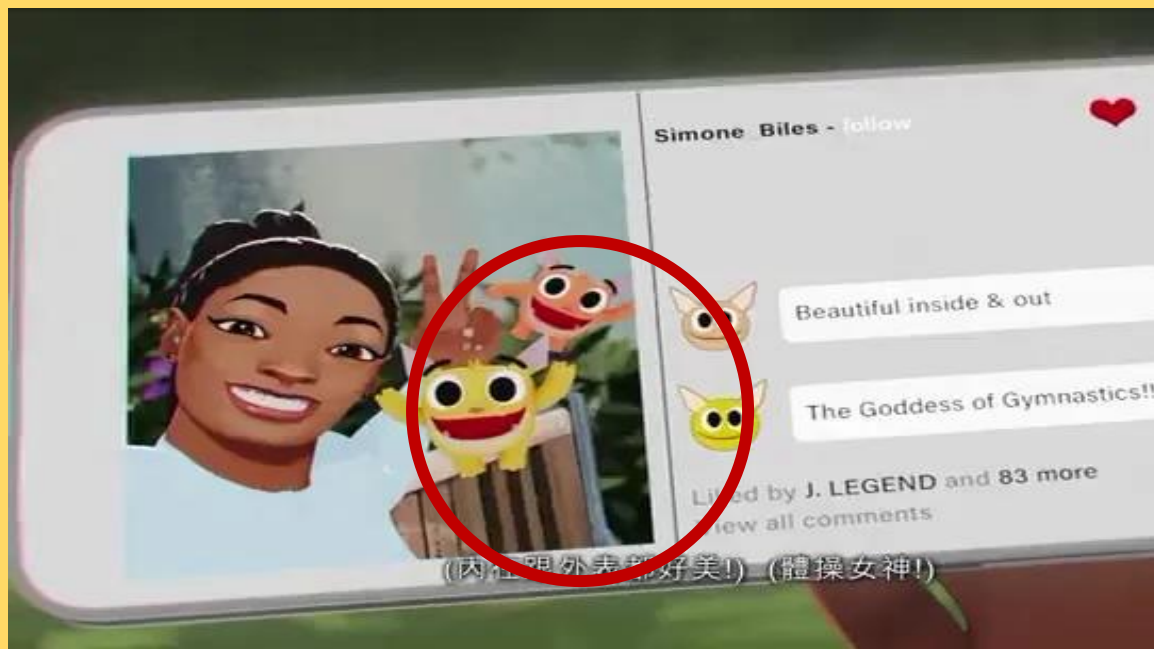 Simone Biles - follow
Beautiful inside & out
The Goddess of Gymnastics!!
Liked by J. LEGEND and 83 more
View all comments
(內在跟外表都好美!) (體操女神!)